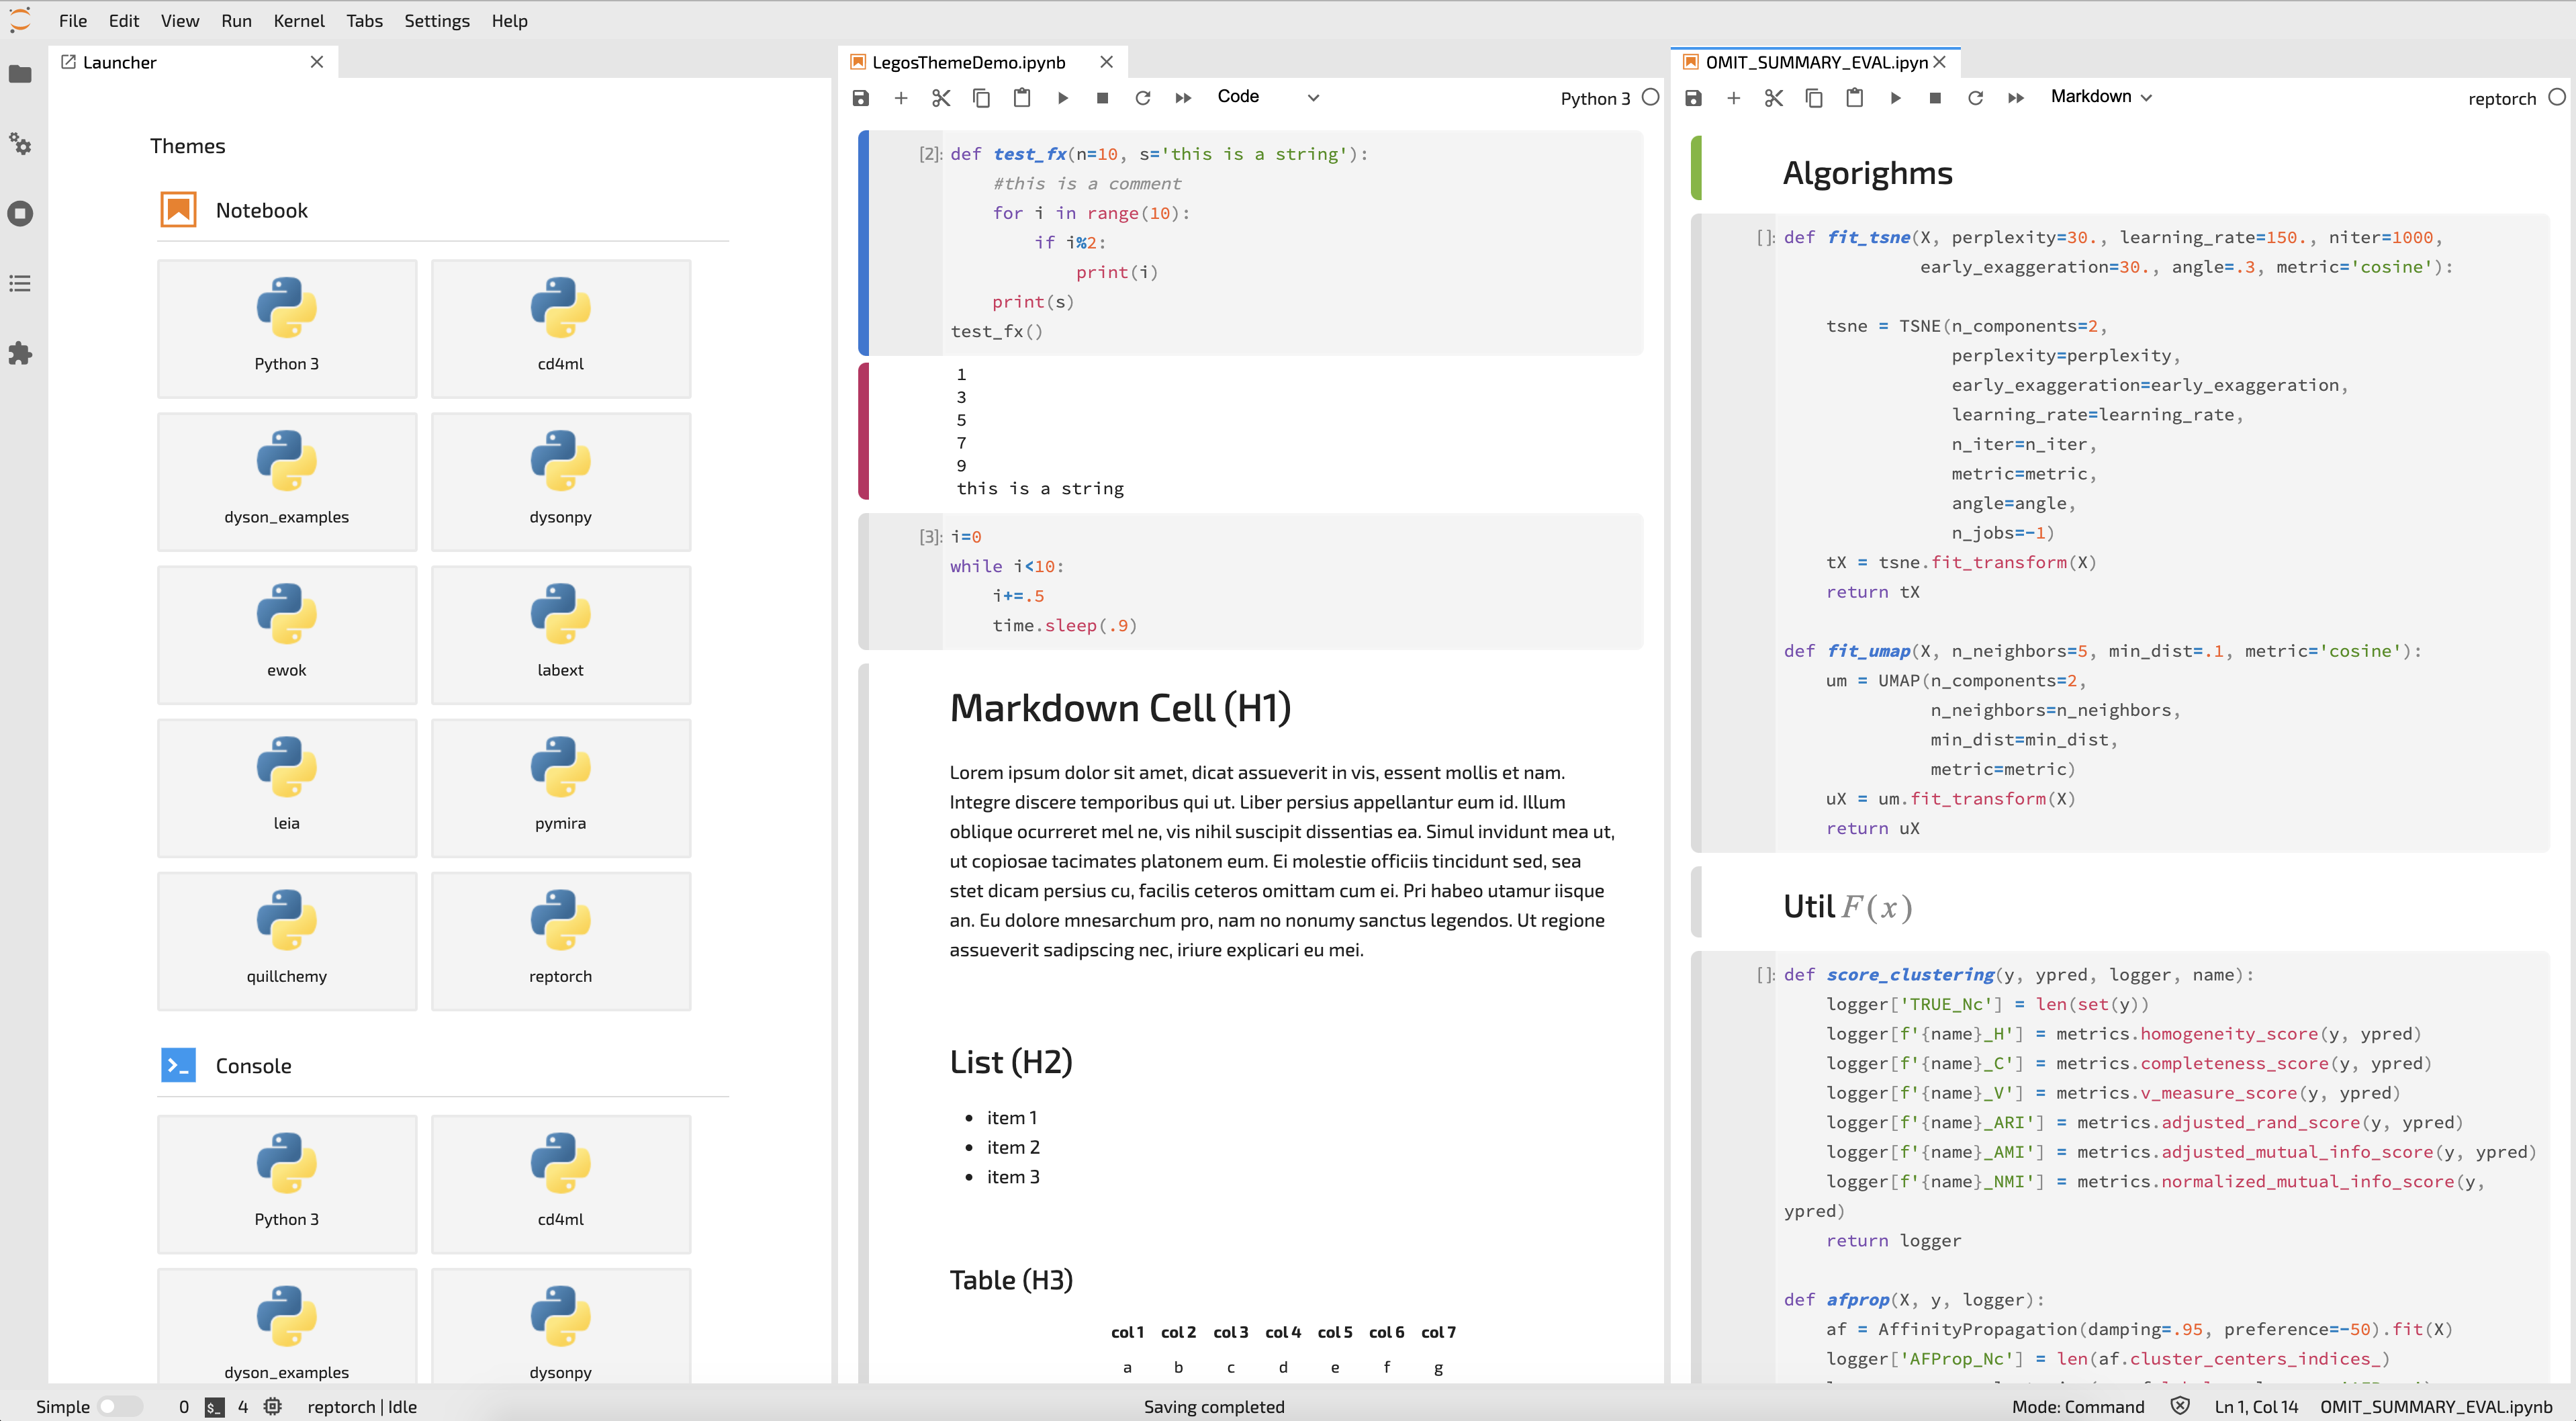 File Edit View Run Kernel Tabs Settings Help
Launcher
Themes
Notebook
Python 3 cd4ml
dyson_examples dysonpy
ewok labext
leia pymira
quillchemy reptorch
Console
Python 3 cd4ml
dyson_examples dysonpy
LegosThemeDemo.ipynb
Code Python 3
[2]: def test_fx(n=10, s='this is a string'):
    #this is a comment
    for i in range(10):
        if i%2:
            print(i)
    print(s)
test_fx()
1
3
5
7
9
this is a string
[3]: i=0
while i<10:
    i+=.5
    time.sleep(.9)
Markdown Cell (H1)
Lorem ipsum dolor sit amet, dicat assueverit in vis, essent mollis et nam.
Integre discere temporibus qui ut. Liber persius appellantur eum id. Illum
oblique ocurreret mel ne, vis nihil suscipit dissentias ea. Simul invidunt mea ut,
ut copiosae tacimates platonem eum. Ei molestie officiis tincidunt sed, sea
stet dicam persius cu, facilis ceteros omittam cum ei. Pri habeo utamur iisque
an. Eu dolore mnesarchum pro, nam no nonumy sanctus legendos. Ut regione
assueverit sadipscing nec, iriure explicari eu mei.
List (H2)
• item 1
• item 2
• item 3
Table (H3)
col 1 col 2 col 3 col 4 col 5 col 6 col 7
a b c d e f g
OMIT_SUMMARY_EVAL.ipyn
Markdown reptorch
Algorighms
[]: def fit_tsne(X, perplexity=30., learning_rate=150., niter=1000,
             early_exaggeration=30., angle=.3, metric='cosine'):
    tsne = TSNE(n_components=2,
                perplexity=perplexity,
                early_exaggeration=early_exaggeration,
                learning_rate=learning_rate,
                n_iter=n_iter,
                metric=metric,
                angle=angle,
                n_jobs=-1)
    tX = tsne.fit_transform(X)
    return tX
def fit_umap(X, n_neighbors=5, min_dist=.1, metric='cosine'):
    um = UMAP(n_components=2,
              n_neighbors=n_neighbors,
              min_dist=min_dist,
              metric=metric)
    uX = um.fit_transform(X)
    return uX
Util F(x)
[]: def score_clustering(y, ypred, logger, name):
    logger['TRUE_Nc'] = len(set(y))
    logger[f'{name}_H'] = metrics.homogeneity_score(y, ypred)
    logger[f'{name}_C'] = metrics.completeness_score(y, ypred)
    logger[f'{name}_V'] = metrics.v_measure_score(y, ypred)
    logger[f'{name}_ARI'] = metrics.adjusted_rand_score(y, ypred)
    logger[f'{name}_AMI'] = metrics.adjusted_mutual_info_score(y, ypred)
    logger[f'{name}_NMI'] = metrics.normalized_mutual_info_score(y,
ypred)
    return logger
def afprop(X, y, logger):
    af = AffinityPropagation(damping=.95, preference=-50).fit(X)
    logger['AFProp_Nc'] = len(af.cluster_centers_indices_)
Simple 0 $_ 4 reptorch | Idle Saving completed Mode: Command Ln 1, Col 14 OMIT_SUMMARY_EVAL.ipynb